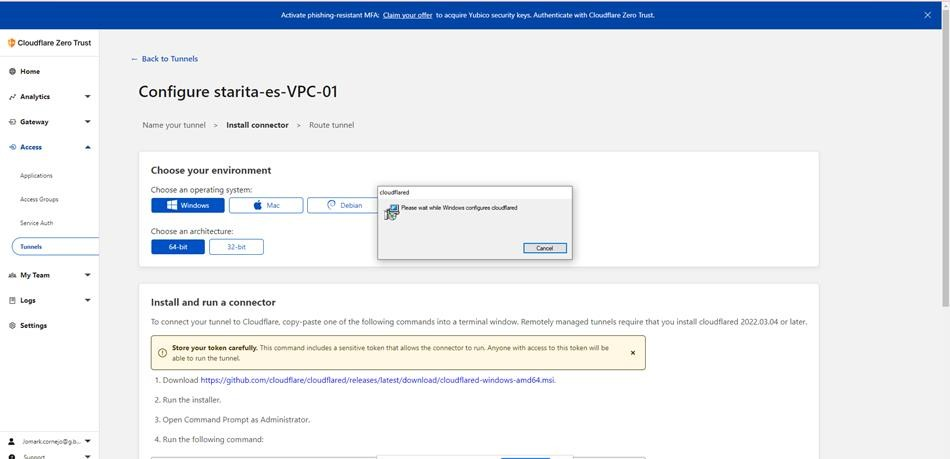 Activate phishing-resistant MFA: Claim your offer to acquire Yubico security keys. Authenticate with Cloudflare Zero Trust.
Cloudflare Zero Trust
Home
Analytics
Gateway
Access
Applications
Access Groups
Service Auth
Tunnels
My Team
Logs
Settings
Jomark.cornejo@g.b...
Support
← Back to Tunnels
Configure starita-es-VPC-01
Name your tunnel > Install connector > Route tunnel
Choose your environment
Choose an operating system:
Windows Mac Debian
Choose an architecture:
64-bit 32-bit
cloudflared
Please wait while Windows configures cloudflared
Cancel
Install and run a connector
To connect your tunnel to Cloudflare, copy-paste one of the following commands into a terminal window. Remotely managed tunnels require that you install cloudflared 2022.03.04 or later.
Store your token carefully. This command includes a sensitive token that allows the connector to run. Anyone with access to this token will be
able to run the tunnel.
1. Download https://github.com/cloudflare/cloudflared/releases/latest/download/cloudflared-windows-amd64.msi.
2. Run the installer.
3. Open Command Prompt as Administrator.
4. Run the following command: